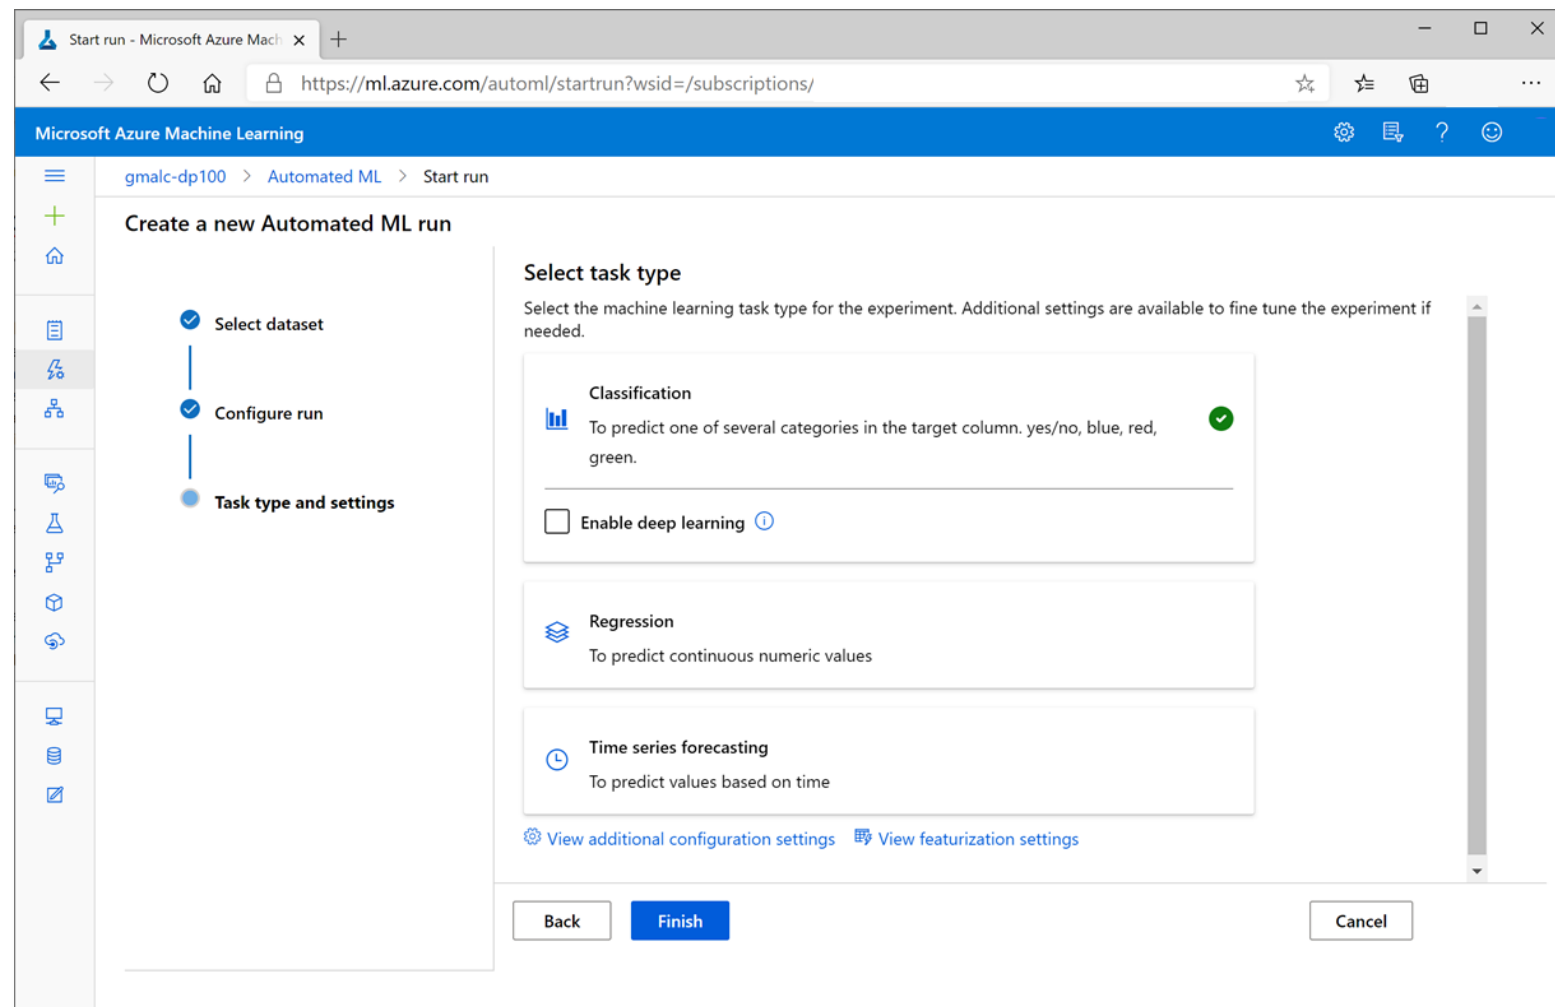 Start run - Microsoft Azure Mach
https://ml.azure.com/automl/startrun?wsid=/subscriptions/
Microsoft Azure Machine Learning
gmalc-dp100 > Automated ML > Start run
Create a new Automated ML run
Select dataset
Configure run
Task type and settings
Select task type
Select the machine learning task type for the experiment. Additional settings are available to fine tune the experiment if
needed.
Classification
To predict one of several categories in the target column. yes/no, blue, red,
green.
Enable deep learning
Regression
To predict continuous numeric values
Time series forecasting
To predict values based on time
View additional configuration settings View featurization settings
Back Finish Cancel